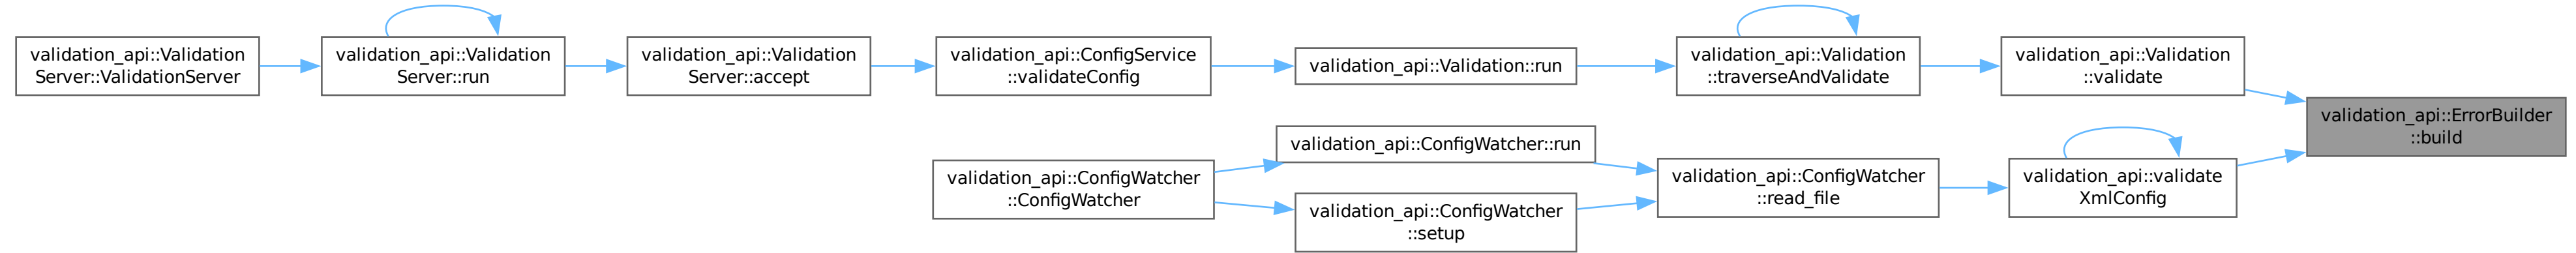 validation_api::Validation
Server::ValidationServer
validation_api::Validation
Server::run
validation_api::Validation
Server::accept
validation_api::ConfigService
::validateConfig
validation_api::Validation::run
validation_api::Validation
::traverseAndValidate
validation_api::Validation
::validate
validation_api::ErrorBuilder
::build
validation_api::ConfigWatcher
::ConfigWatcher
validation_api::ConfigWatcher::run
validation_api::ConfigWatcher
::setup
validation_api::ConfigWatcher
::read_file
validation_api::validate
XmlConfig